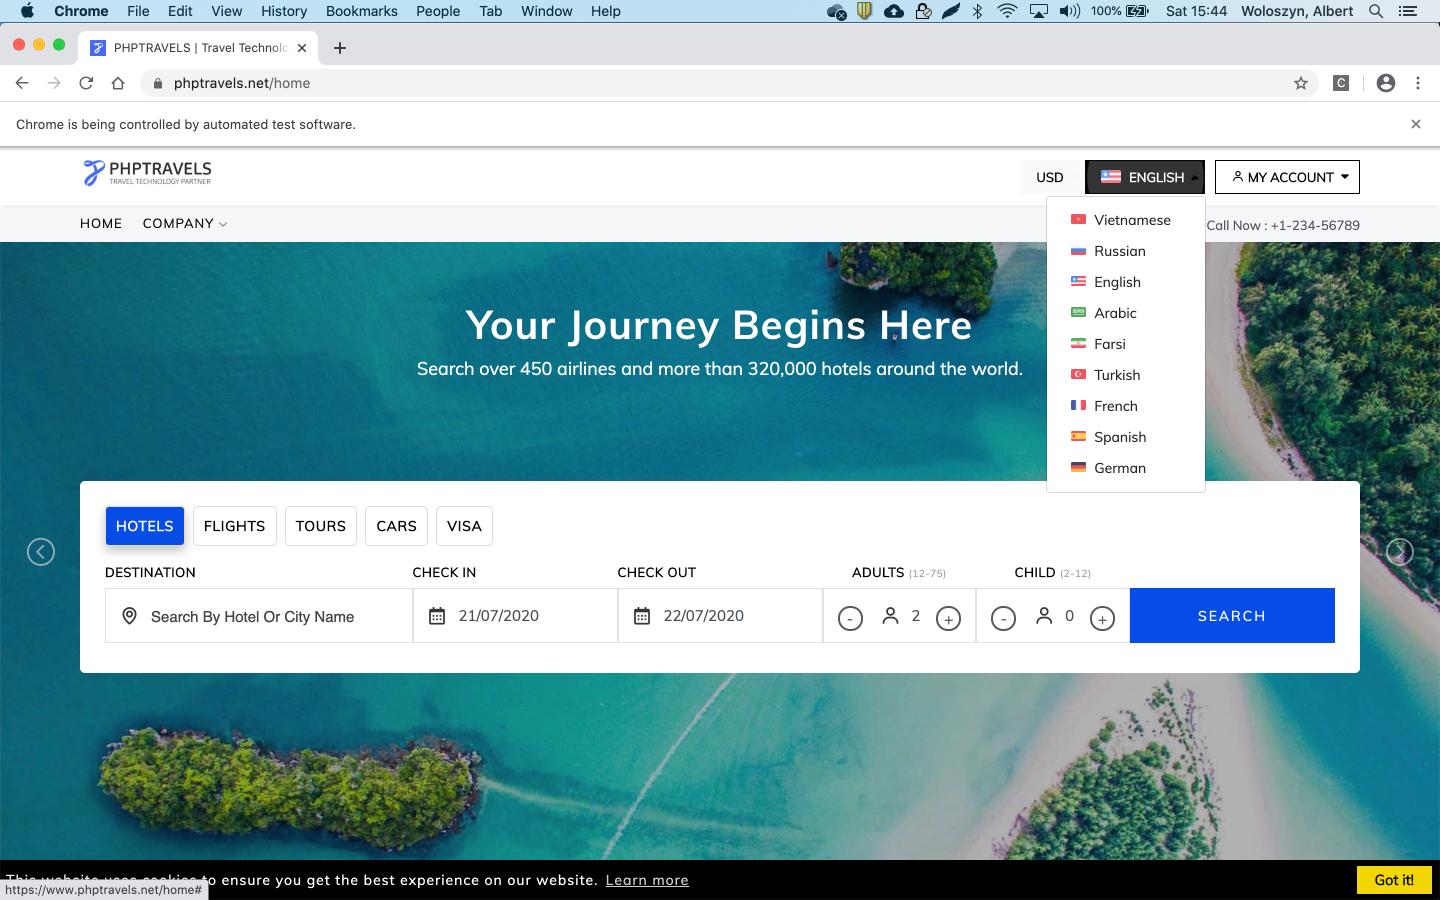 Chrome File Edit View History Bookmarks People Tab Window Help 100% Sat 15:44 Woloszyn, Albert
PHPTRAVELS | Travel Technolo
phptravels.net/home
Chrome is being controlled by automated test software.
PHPTRAVELS
TRAVEL TECHNOLOGY PARTNER
USD ENGLISH MY ACCOUNT
HOME COMPANY Call Now : +1-234-56789
Vietnamese
Russian
English
Arabic
Farsi
Turkish
French
Spanish
German
Your Journey Begins Here
Search over 450 airlines and more than 320,000 hotels around the world.
HOTELS FLIGHTS TOURS CARS VISA
DESTINATION CHECK IN CHECK OUT ADULTS (12-75) CHILD (2-12)
Search By Hotel Or City Name 21/07/2020 22/07/2020 - 2 + - 0 + SEARCH
This website uses cookies to ensure you get the best experience on our website. Learn more Got it!
https://www.phptravels.net/home#